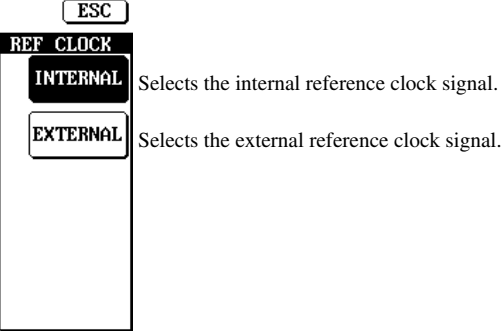 ESC
REF CLOCK
INTERNAL Selects the internal reference clock signal.
EXTERNAL Selects the external reference clock signal.